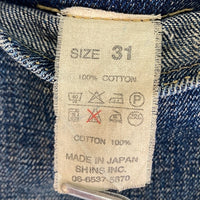 SIZE 31
100% COTTON
P
COTTON 100%
MADE IN JAPAN
SHINS INC.
06-6537-5870